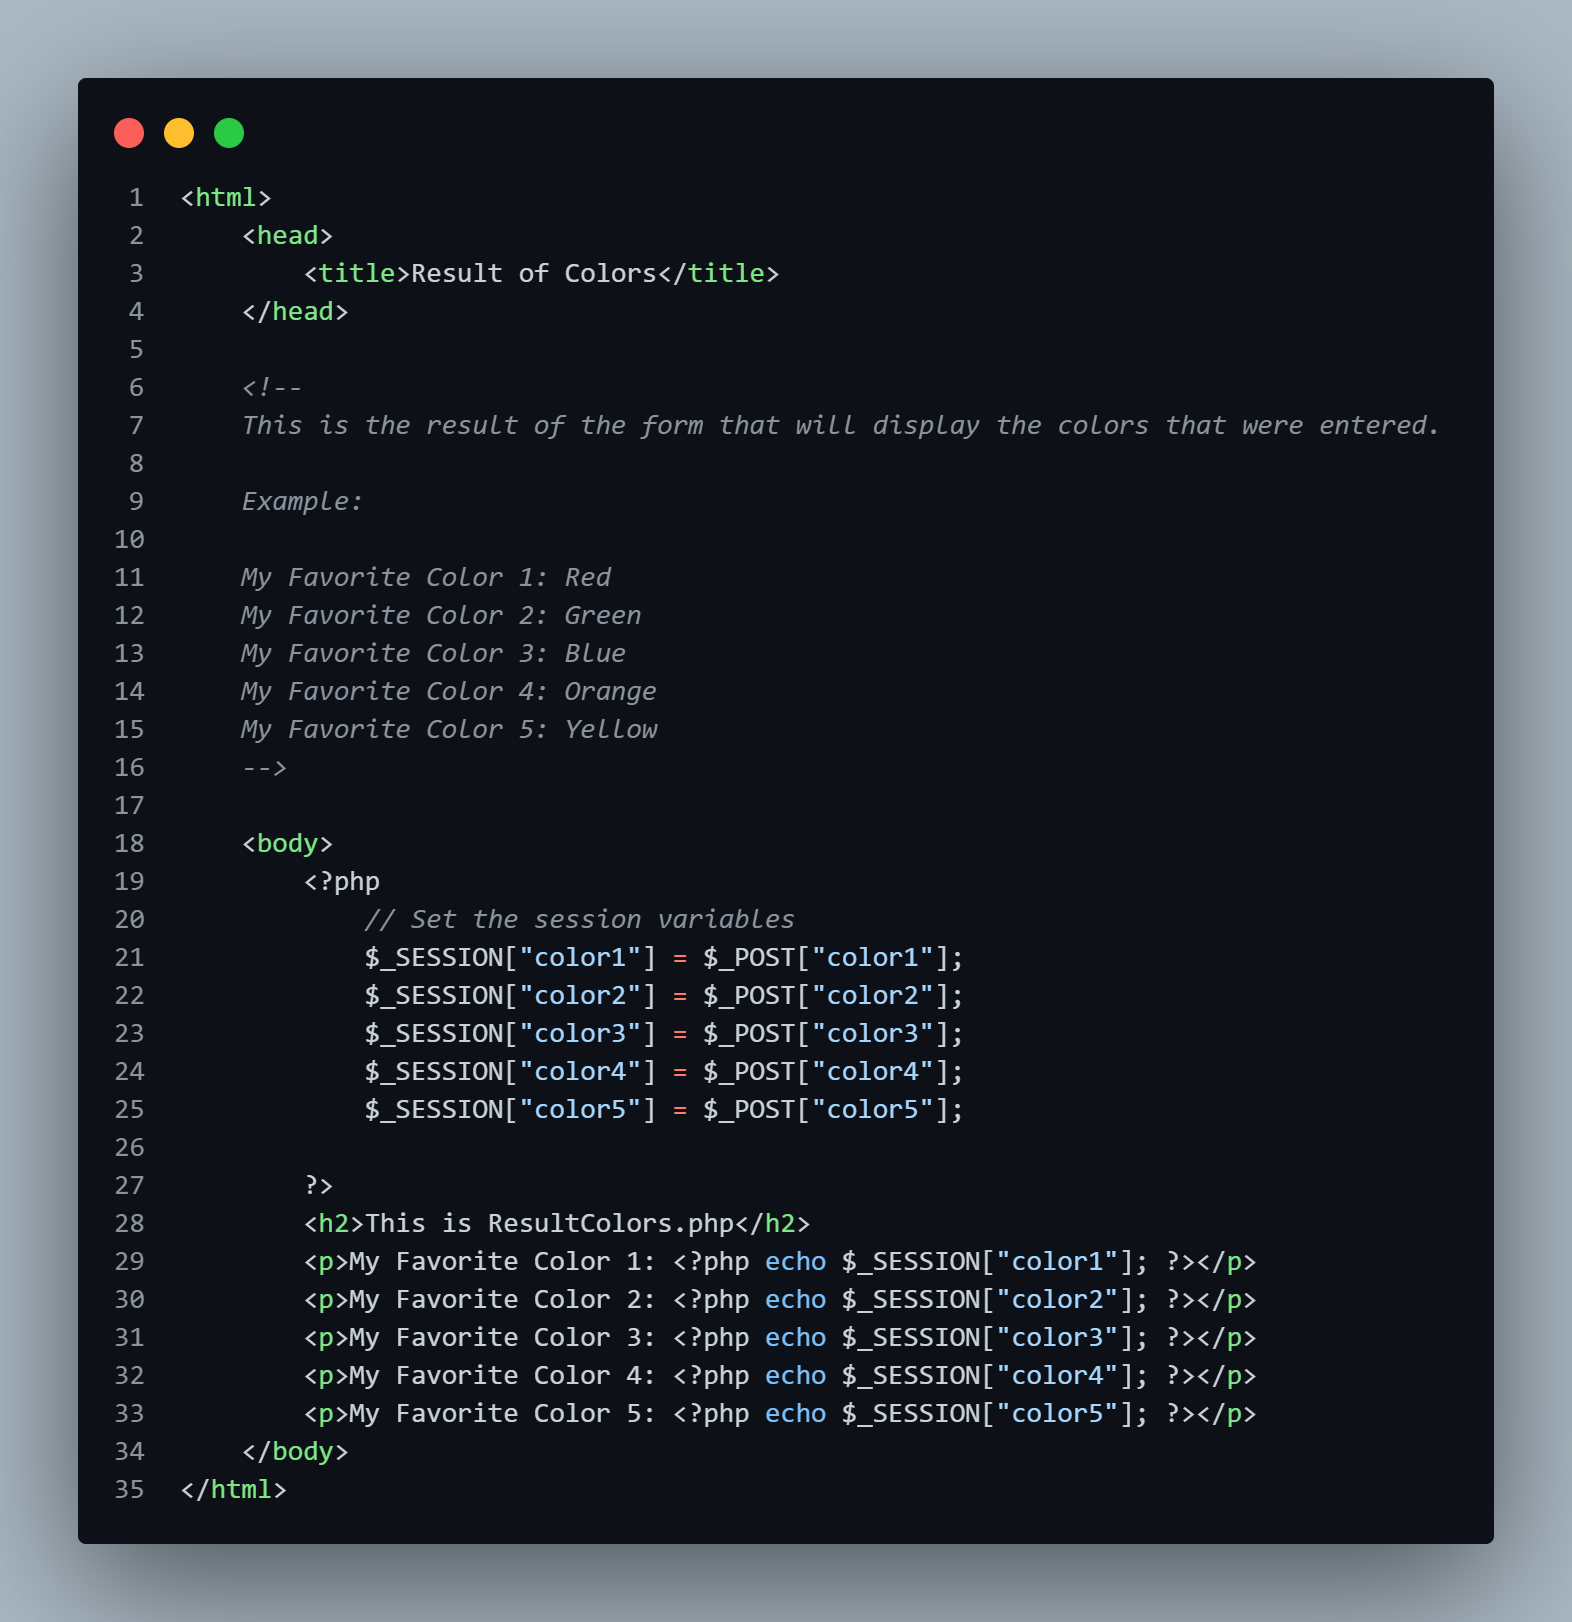 1 <html>
2     <head>
3         <title>Result of Colors</title>
4     </head>
5
6     <!--
7     This is the result of the form that will display the colors that were entered.
8
9     Example:
10
11     My Favorite Color 1: Red
12     My Favorite Color 2: Green
13     My Favorite Color 3: Blue
14     My Favorite Color 4: Orange
15     My Favorite Color 5: Yellow
16     -->
17
18     <body>
19         <?php
20             // Set the session variables
21             $_SESSION["color1"] = $_POST["color1"];
22             $_SESSION["color2"] = $_POST["color2"];
23             $_SESSION["color3"] = $_POST["color3"];
24             $_SESSION["color4"] = $_POST["color4"];
25             $_SESSION["color5"] = $_POST["color5"];
26
27         ?>
28         <h2>This is ResultColors.php</h2>
29         <p>My Favorite Color 1: <?php echo $_SESSION["color1"]; ?></p>
30         <p>My Favorite Color 2: <?php echo $_SESSION["color2"]; ?></p>
31         <p>My Favorite Color 3: <?php echo $_SESSION["color3"]; ?></p>
32         <p>My Favorite Color 4: <?php echo $_SESSION["color4"]; ?></p>
33         <p>My Favorite Color 5: <?php echo $_SESSION["color5"]; ?></p>
34     </body>
35 </html>